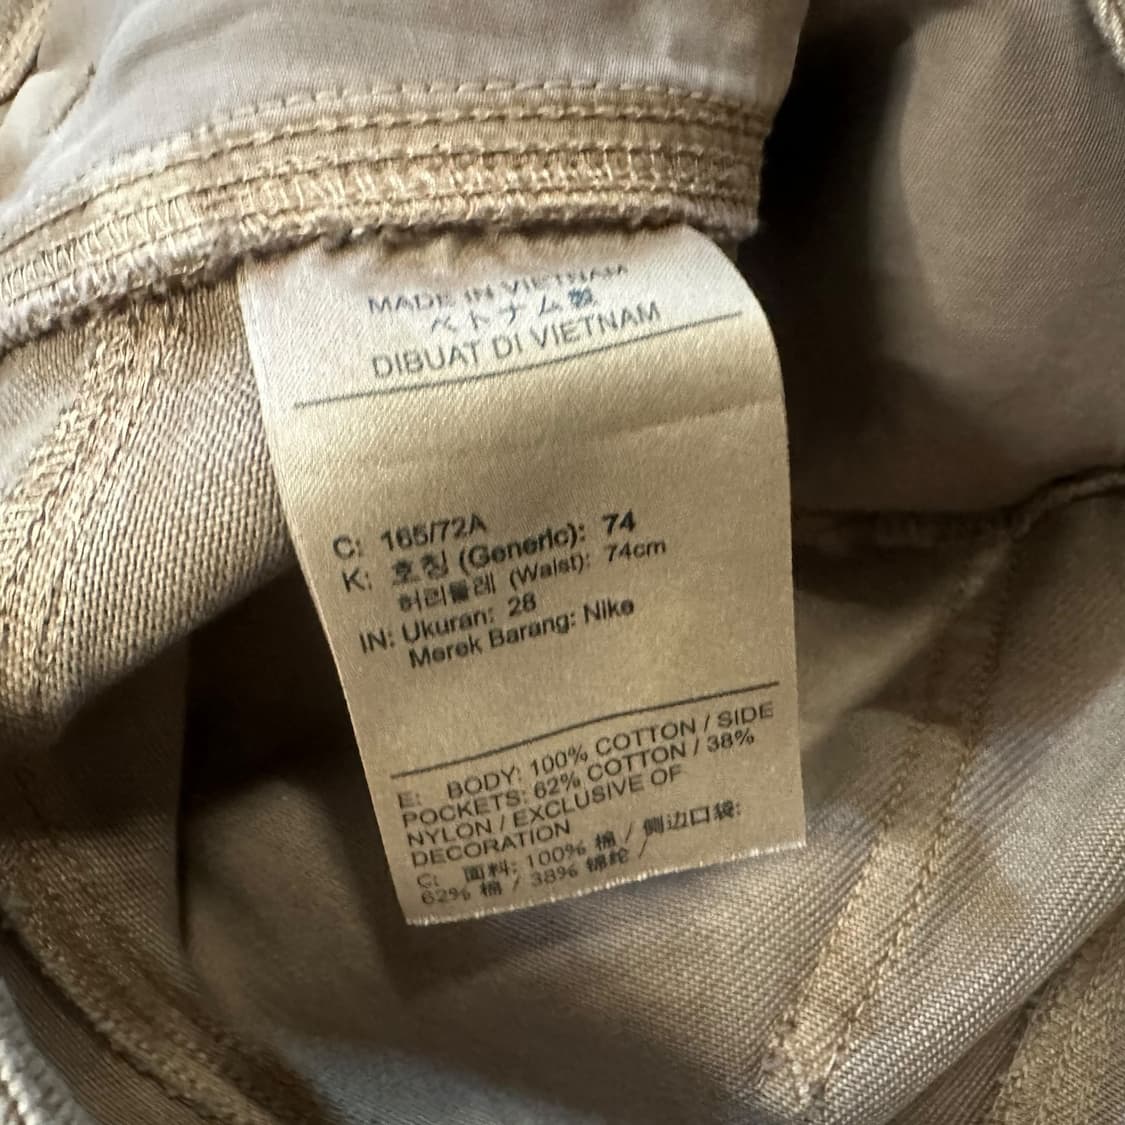 MADE IN VIETNAM
ベトナム製
DIBUAT DI VIETNAM
C: 165/72A
K: 호칭 (Generic): 74
허리둘레 (Waist): 74cm
IN: Ukuran: 28
Merek Barang: Nike
E: BODY: 100% COTTON / SIDE
POCKETS: 62% COTTON / 38%
NYLON / EXCLUSIVE OF
DECORATION
C: 面料: 100% 棉 / 侧边口袋:
62% 棉 / 38% 锦纶 /